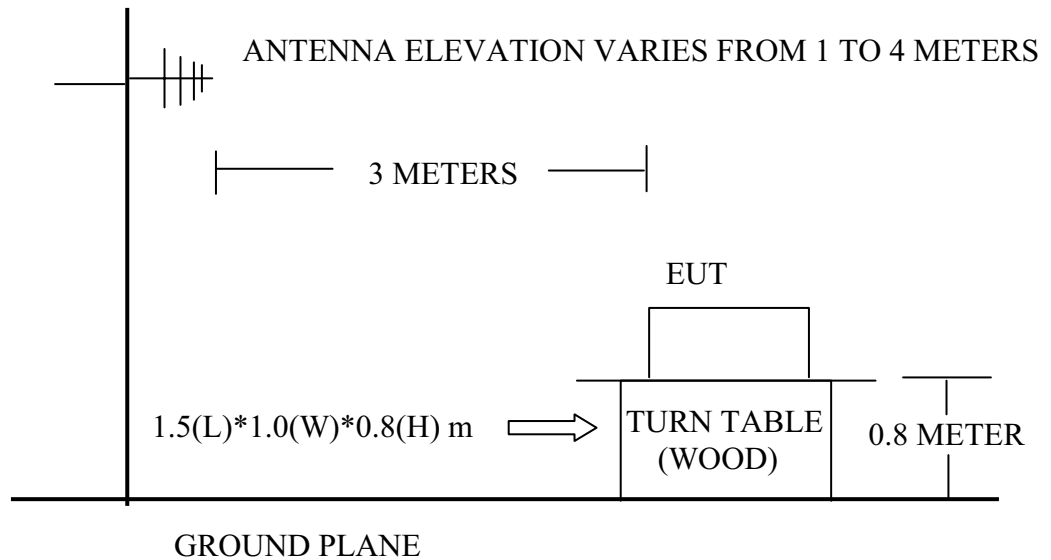 ANTENNA ELEVATION VARIES FROM 1 TO 4 METERS
3 METERS
EUT
1.5(L)*1.0(W)*0.8(H) m
TURN TABLE
(WOOD)
0.8 METER
GROUND PLANE